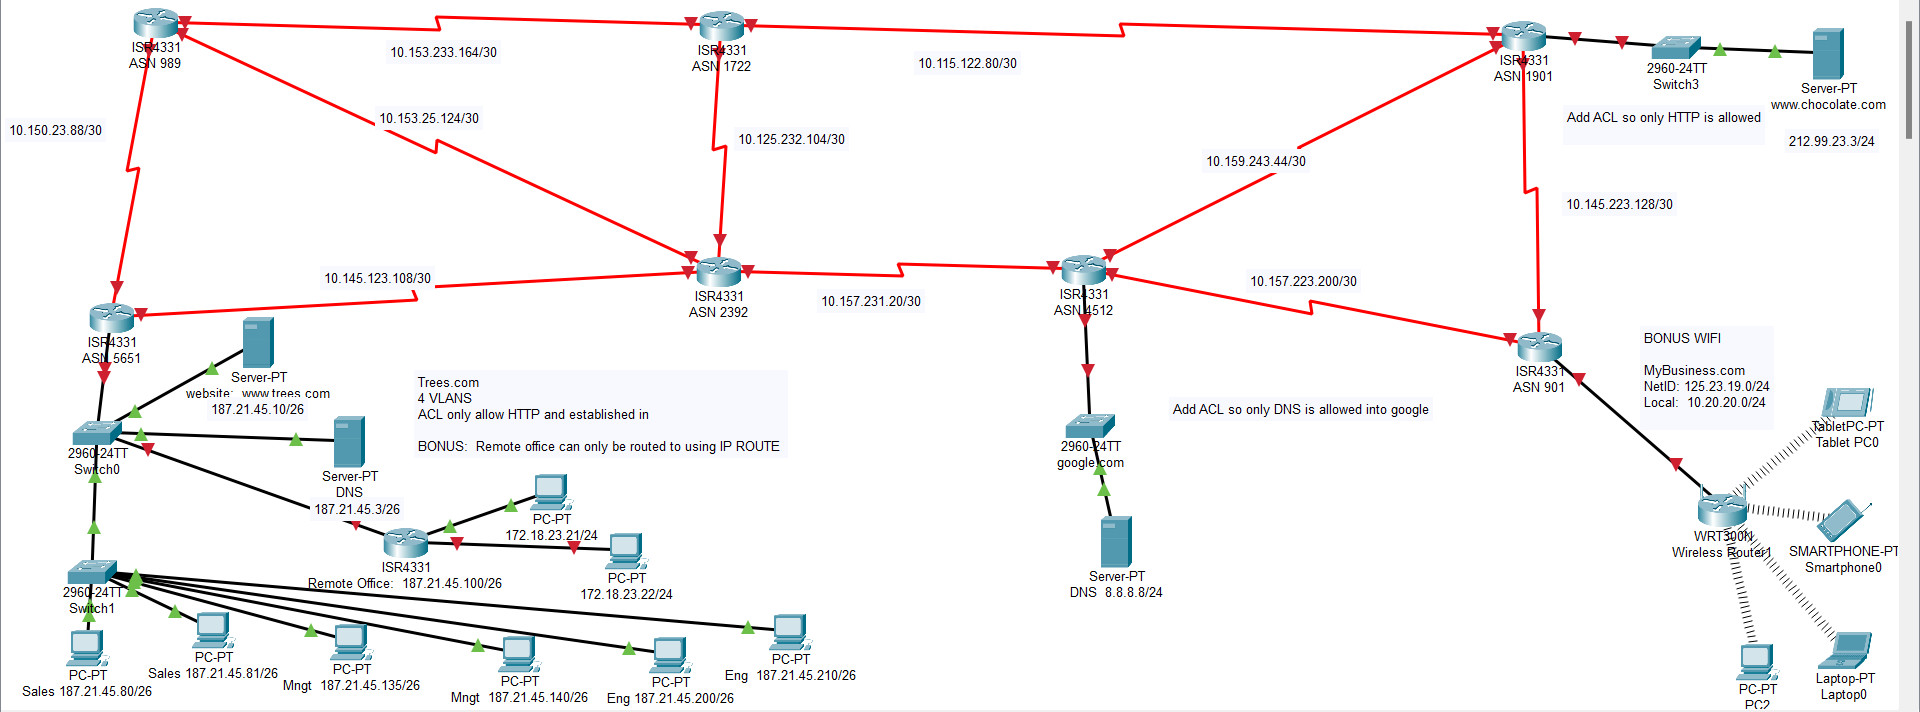 ISR4331
ASN 989
10.153.233.164/30
ISR4331
ASN 1722
10.115.122.80/30
ISR4331
ASN 1901
2960-24TT
Switch3
Server-PT
www.chocolate.com
Add ACL so only HTTP is allowed
212.99.23.3/24
10.150.23.88/30
10.153.25.124/30
10.125.232.104/30
10.159.243.44/30
10.145.223.128/30
10.145.123.108/30
ISR4331
ASN 2392
10.157.231.20/30
ISR4331
ASN 4512
10.157.223.200/30
ISR4331
ASN 5651
Server-PT
website: www.trees.com
187.21.45.10/26
Trees.com
4 VLANS
ACL only allow HTTP and established in
BONUS: Remote office can only be routed to using IP ROUTE
Add ACL so only DNS is allowed into google
ISR4331
ASN 901
BONUS WIFI
MyBusiness.com
NetID: 125.23.19.0/24
Local: 10.20.20.0/24
TabletPC-PT
Tablet PC0
2960-24TT
Switch0
Server-PT
DNS
187.21.45.3/26
2960-24TT
google.com
PC-PT
172.18.23.21/24
ISR4331
Remote Office: 187.21.45.100/26
PC-PT
172.18.23.22/24
Server-PT
DNS 8.8.8.8/24
WRT300N
Wireless Router1
SMARTPHONE-PT
Smartphone0
2960-24TT
Switch1
PC-PT
Sales 187.21.45.80/26
PC-PT
Sales 187.21.45.81/26
PC-PT
Mngt 187.21.45.135/26
PC-PT
Mngt 187.21.45.140/26
PC-PT
Eng 187.21.45.200/26
PC-PT
Eng 187.21.45.210/26
PC-PT
PC2
Laptop-PT
Laptop0